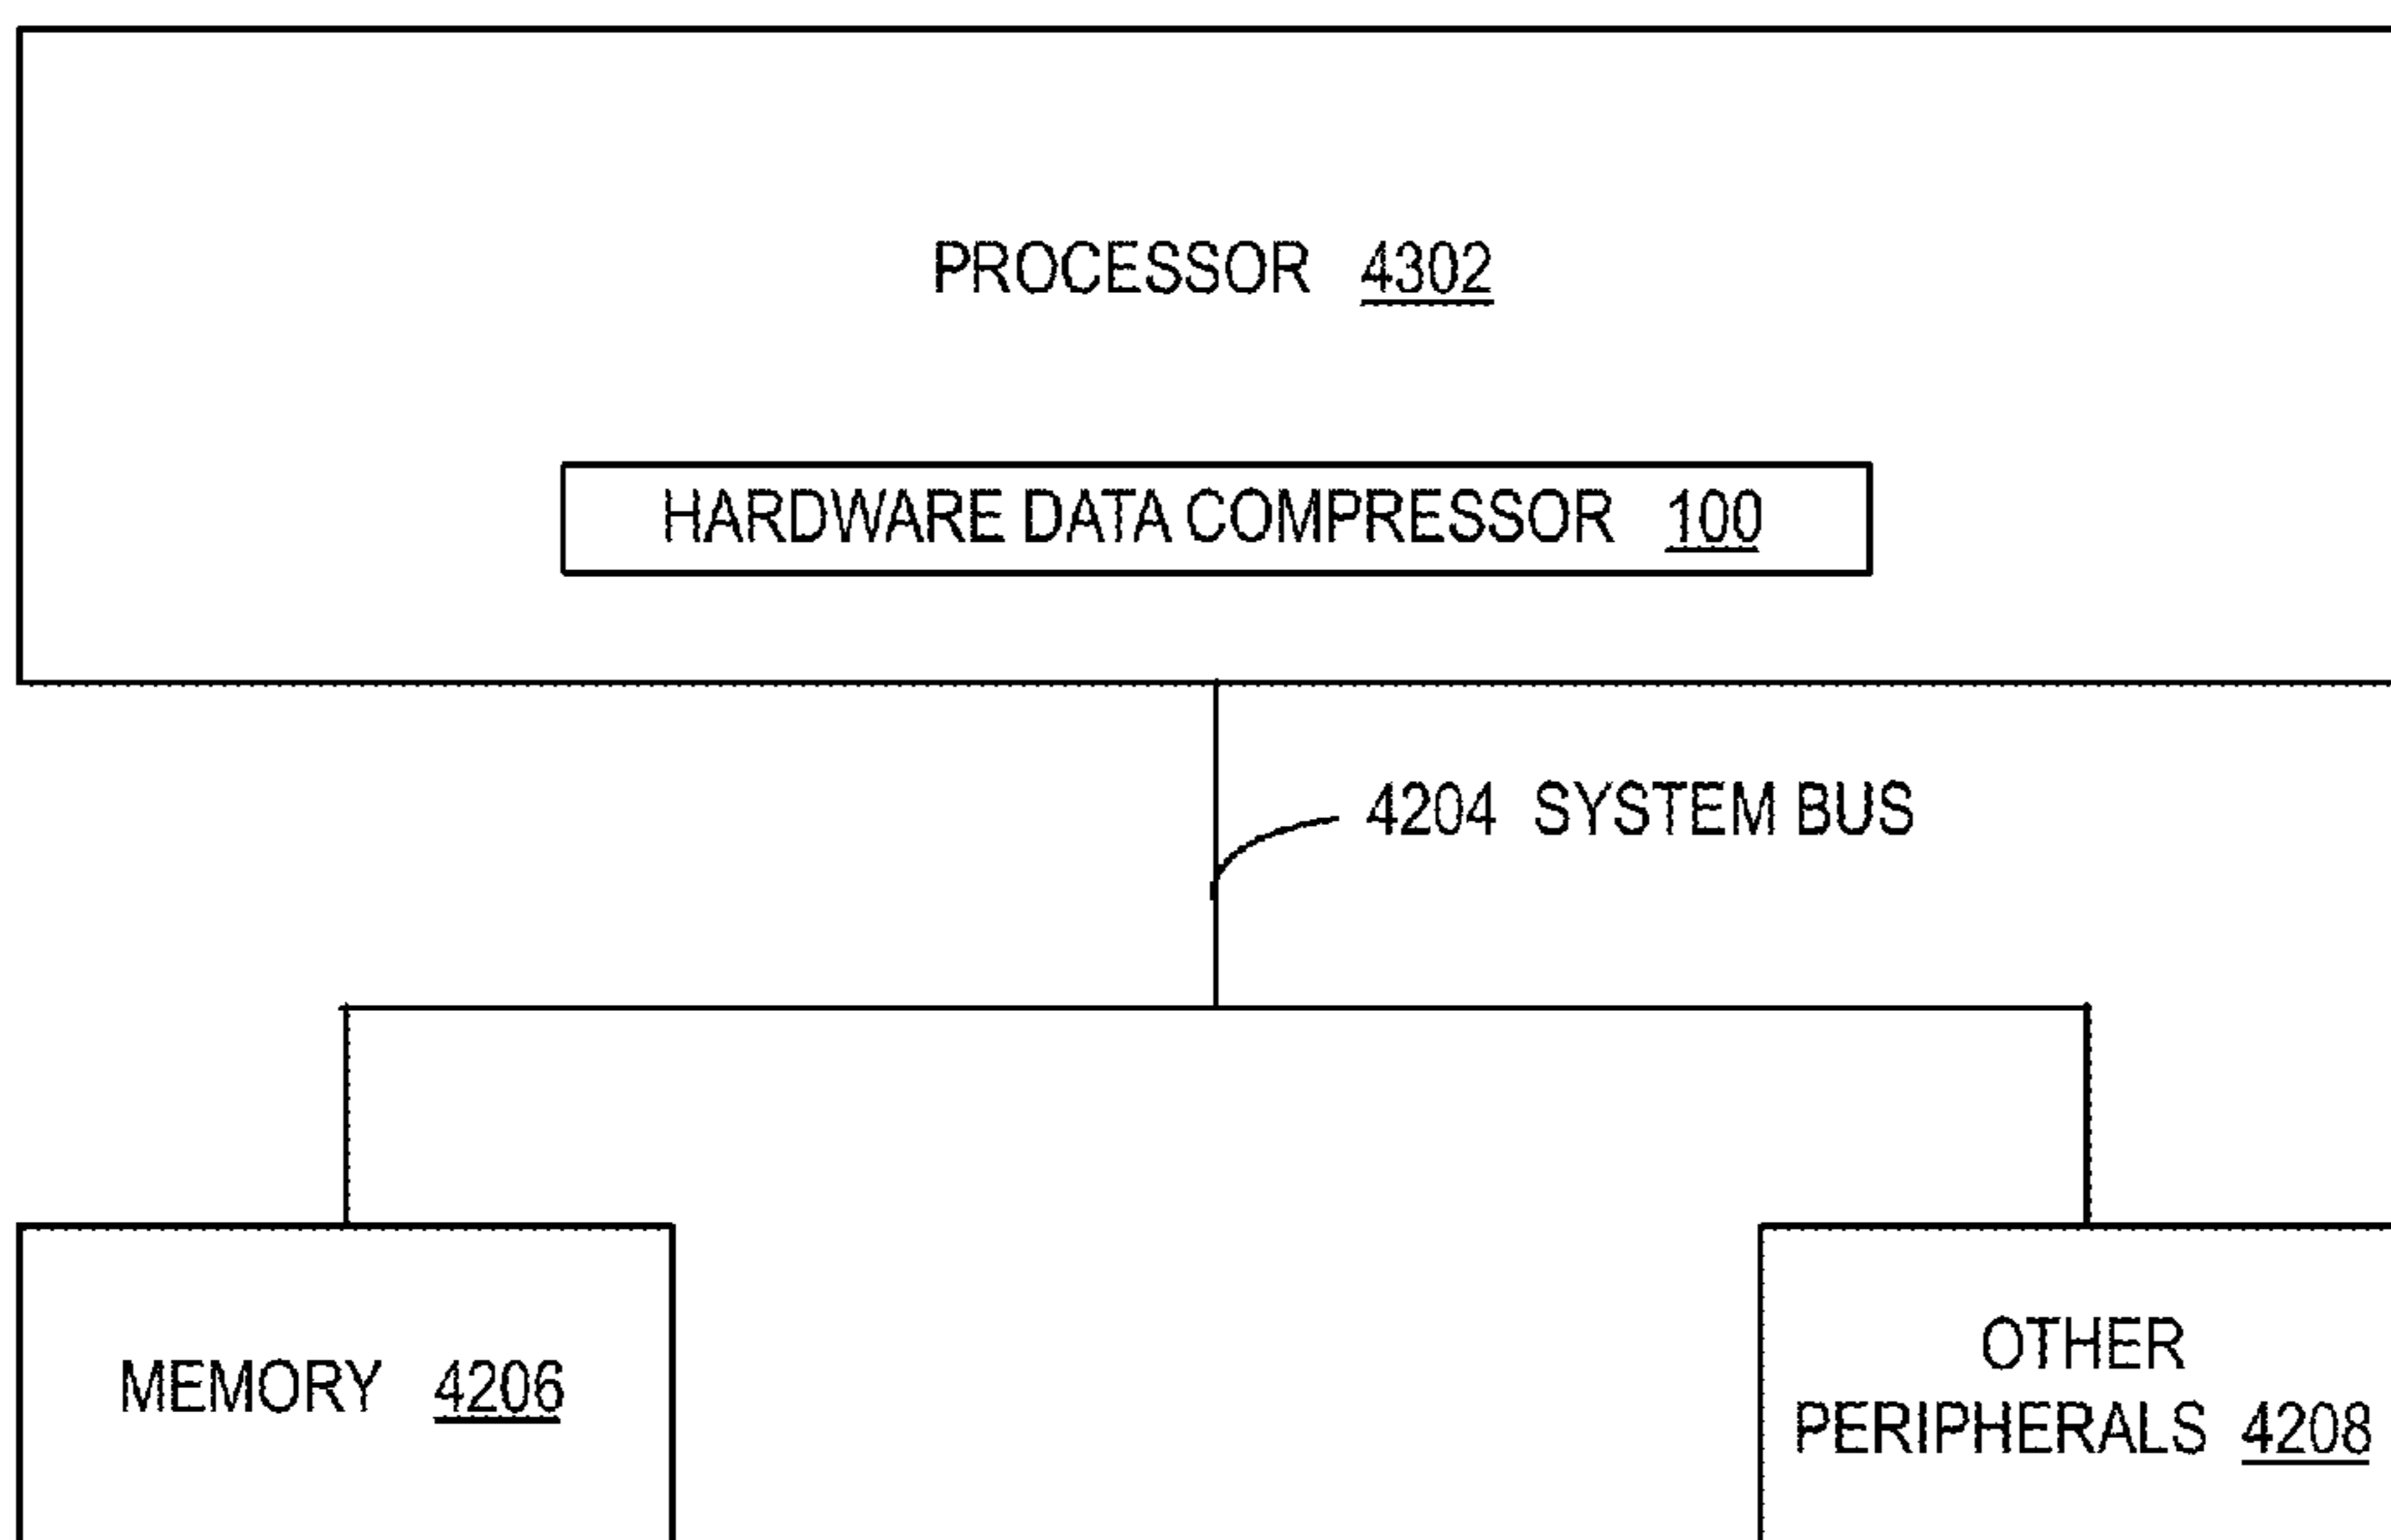 PROCESSOR 4302
HARDWARE DATA COMPRESSOR 100
4204 SYSTEM BUS
MEMORY 4206
OTHER
PERIPHERALS 4208